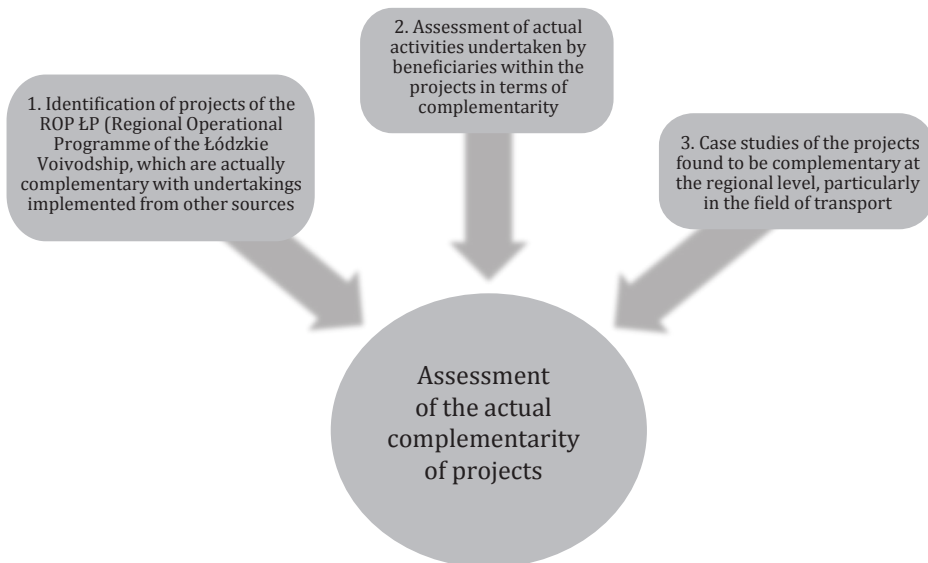 1. Identification of projects of the
ROP ŁP (Regional Operational
Programme of the Łódzkie
Voivodship, which are actually
complementary with undertakings
implemented from other sources
2. Assessment of actual
activities undertaken by
beneficiaries within the
projects in terms of
complementarity
3. Case studies of the projects
found to be complementary at
the regional level, particularly
in the field of transport
Assessment
of the actual
complementarity
of projects